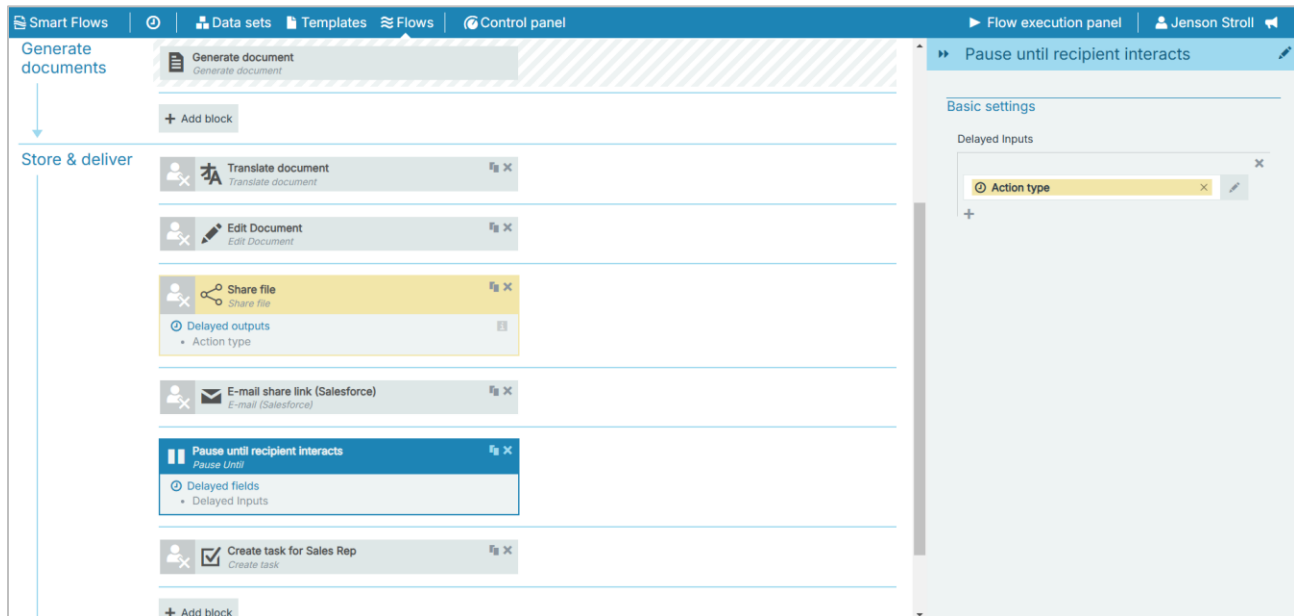 Smart Flows Data sets Templates Flows Control panel Flow execution panel Jenson Stroll
Generate
documents
Generate document
Generate document
+ Add block
Store & deliver
Translate document
Translate document
Edit Document
Edit Document
Share file
Share file
Delayed outputs
• Action type
E-mail share link (Salesforce)
E-mail (Salesforce)
Pause until recipient interacts
Pause Until
Delayed fields
• Delayed Inputs
Create task for Sales Rep
Create task
+ Add block
Pause until recipient interacts
Basic settings
Delayed Inputs
Action type
+